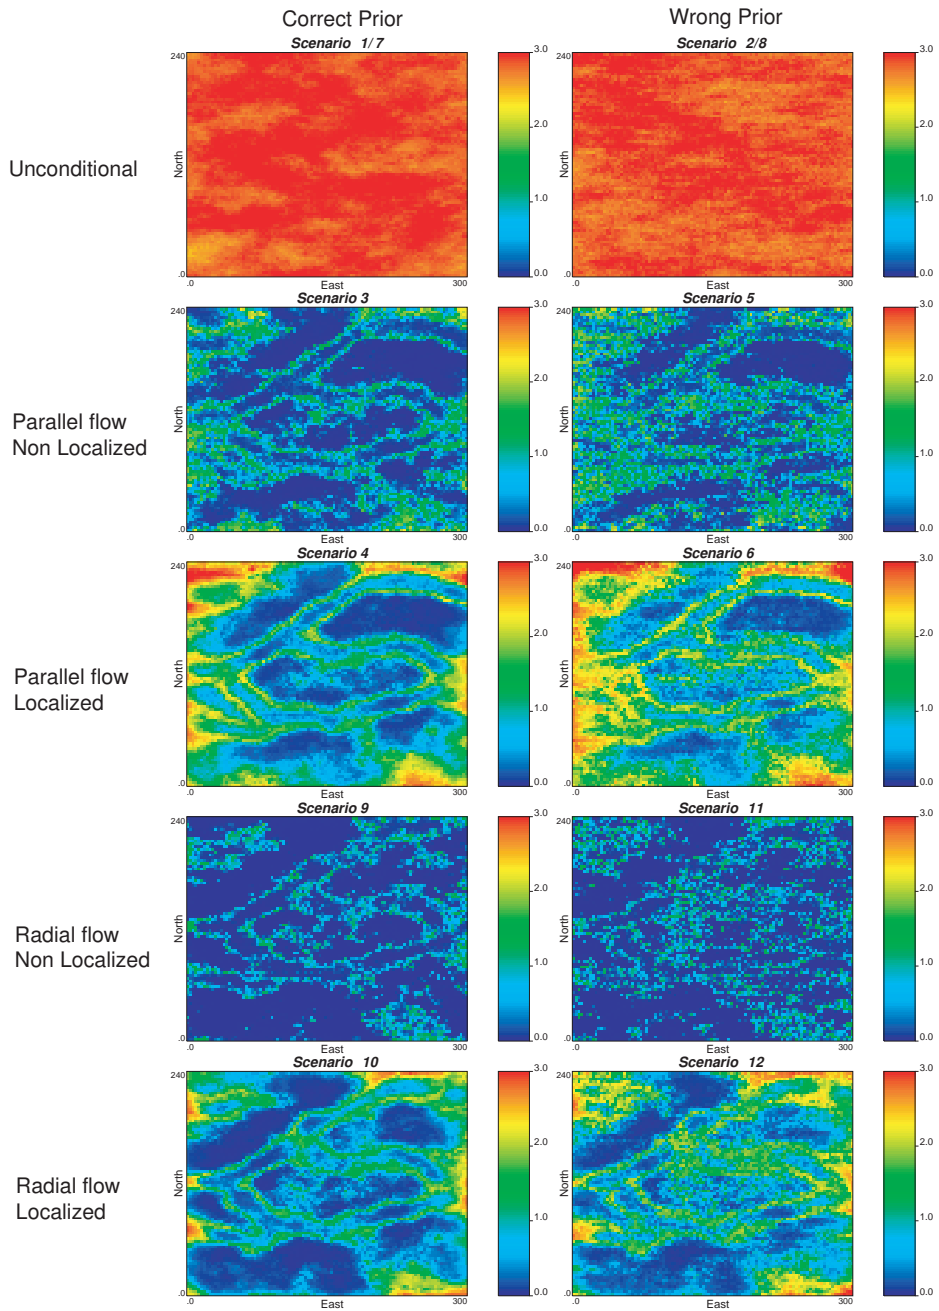 Correct Prior
Wrong Prior
Scenario 1/7
Scenario 2/8
240
North
.0
.0
East
300
3.0
2.0
1.0
0.0
240
North
.0
.0
East
300
3.0
2.0
1.0
0.0
Unconditional
Scenario 3
Scenario 5
240
North
.0
.0
East
300
3.0
2.0
1.0
0.0
240
North
.0
.0
East
300
3.0
2.0
1.0
0.0
Parallel flow
Non Localized
Scenario 4
Scenario 6
240
North
.0
.0
East
300
3.0
2.0
1.0
0.0
240
North
.0
.0
East
300
3.0
2.0
1.0
0.0
Parallel flow
Localized
Scenario 9
Scenario 11
240
North
.0
.0
East
300
3.0
2.0
1.0
0.0
240
North
.0
.0
East
300
3.0
2.0
1.0
0.0
Radial flow
Non Localized
Scenario 10
Scenario 12
240
North
.0
.0
East
300
3.0
2.0
1.0
0.0
240
North
.0
.0
East
300
3.0
2.0
1.0
0.0
Radial flow
Localized